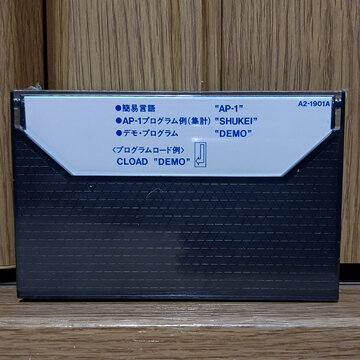 A2-1901A
●簡易言語 "AP-1"
●AP-1プログラム例(集計) "SHUKEI"
●デモ・プログラム "DEMO"
〈プログラムロード例〉
CLOAD "DEMO"